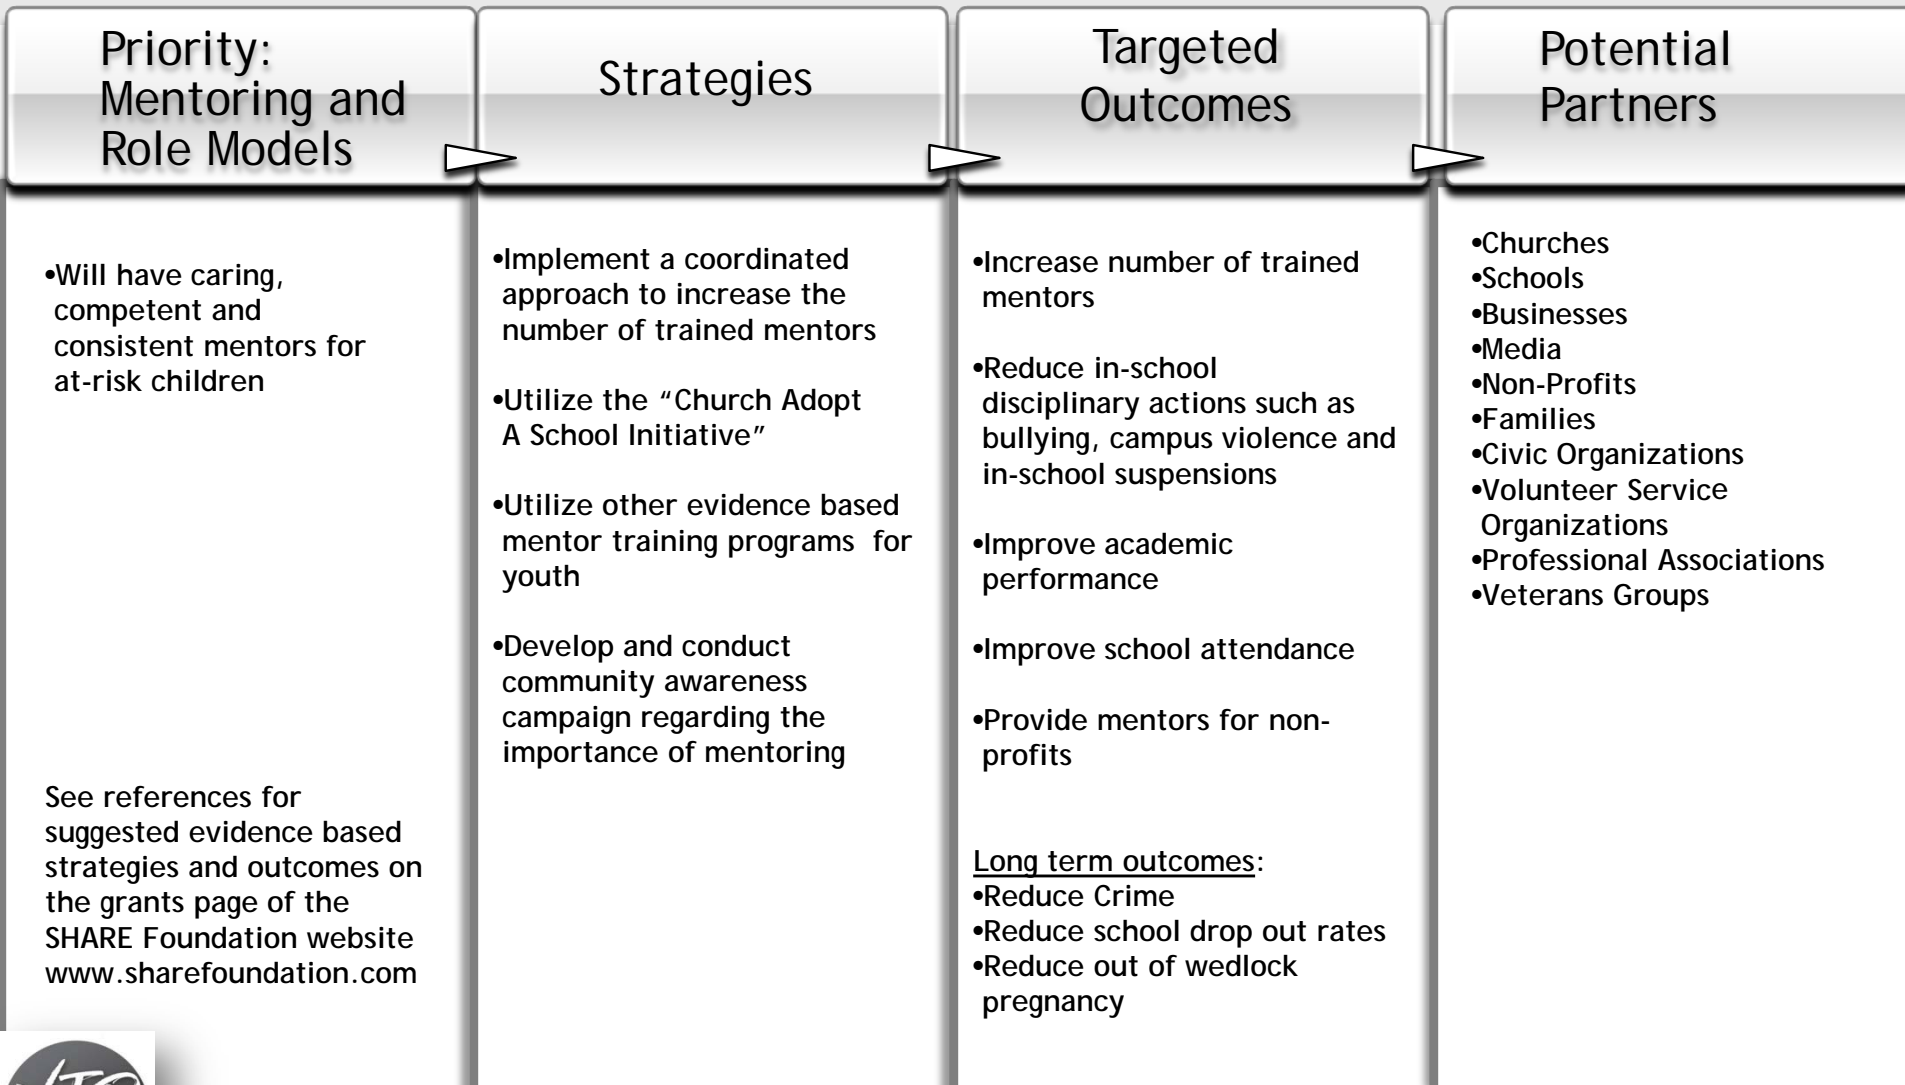 Priority:
Mentoring and
Role Models
Strategies
Targeted
Outcomes
Potential
Partners
•Will have caring,
competent and
consistent mentors for
at-risk children
See references for
suggested evidence based
strategies and outcomes on
the grants page of the
SHARE Foundation website
www.sharefoundation.com
•Implement a coordinated
approach to increase the
number of trained mentors
•Utilize the “Church Adopt
A School Initiative”
•Utilize other evidence based
mentor training programs  for
youth
•Develop and conduct
community awareness
campaign regarding the
importance of mentoring
•Increase number of trained
mentors
•Reduce in-school
disciplinary actions such as
bullying, campus violence and
in-school suspensions
•Improve academic
performance
•Improve school attendance
•Provide mentors for non-
profits
Long term outcomes:
•Reduce Crime
•Reduce school drop out rates
•Reduce out of wedlock
pregnancy
•Churches
•Schools
•Businesses
•Media
•Non-Profits
•Families
•Civic Organizations
•Volunteer Service
Organizations
•Professional Associations
•Veterans Groups